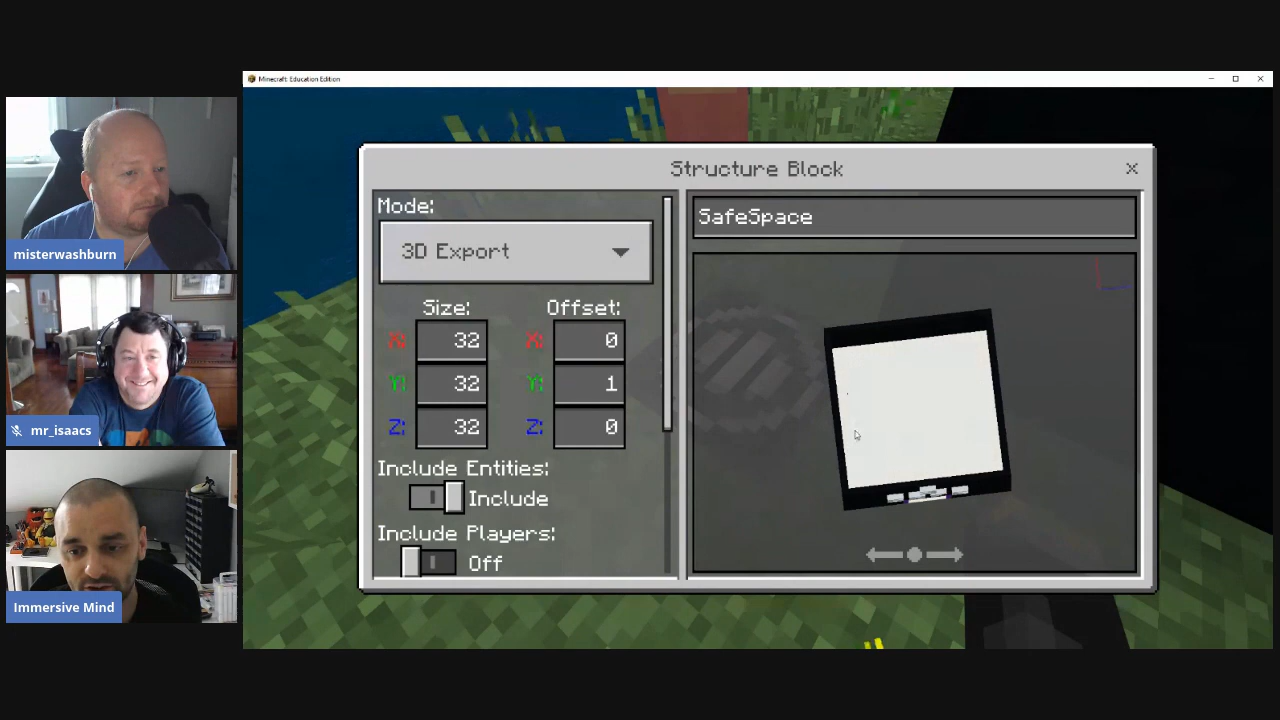 Minecraft: Education Edition
misterwashburn
mr_isaacs
Immersive Mind
Structure Block
Mode:
3D Export
Size:
Offset:
X: 32 X: 0
Y: 32 Y: 1
Z: 32 Z: 0
Include Entities:
Include
Include Players:
Off
SafeSpace